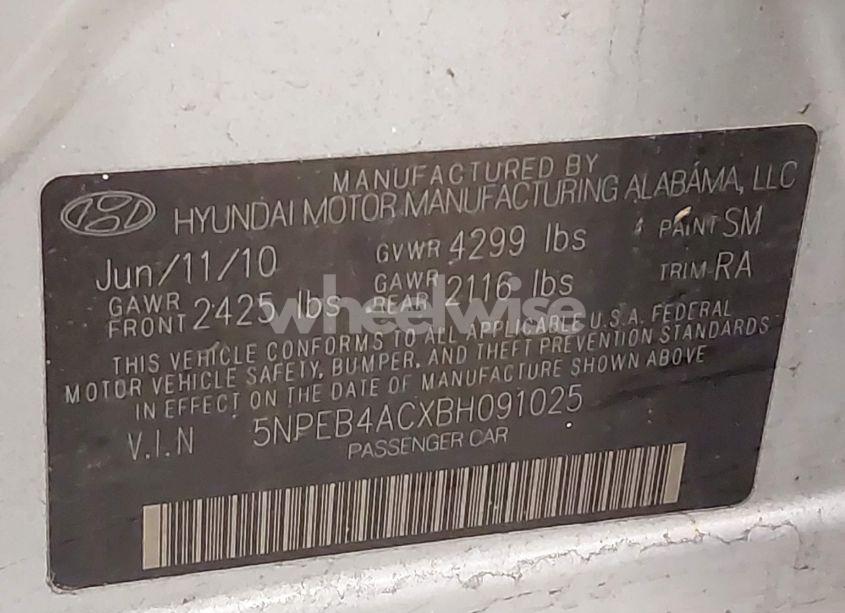 MANUFACTURED BY
HYUNDAI MOTOR MANUFACTURING ALABAMA, LLC
Jun/11/10 GVWR 4299 lbs PAINT SM
GAWR FRONT 2425 lbs GAWR REAR 2116 lbs TRIM RA
wheelwise
THIS VEHICLE CONFORMS TO ALL APPLICABLE U.S.A. FEDERAL
MOTOR VEHICLE SAFETY, BUMPER, AND THEFT PREVENTION STANDARDS
IN EFFECT ON THE DATE OF MANUFACTURE SHOWN ABOVE
V.I.N 5NPEB4ACXBH091025
PASSENGER CAR